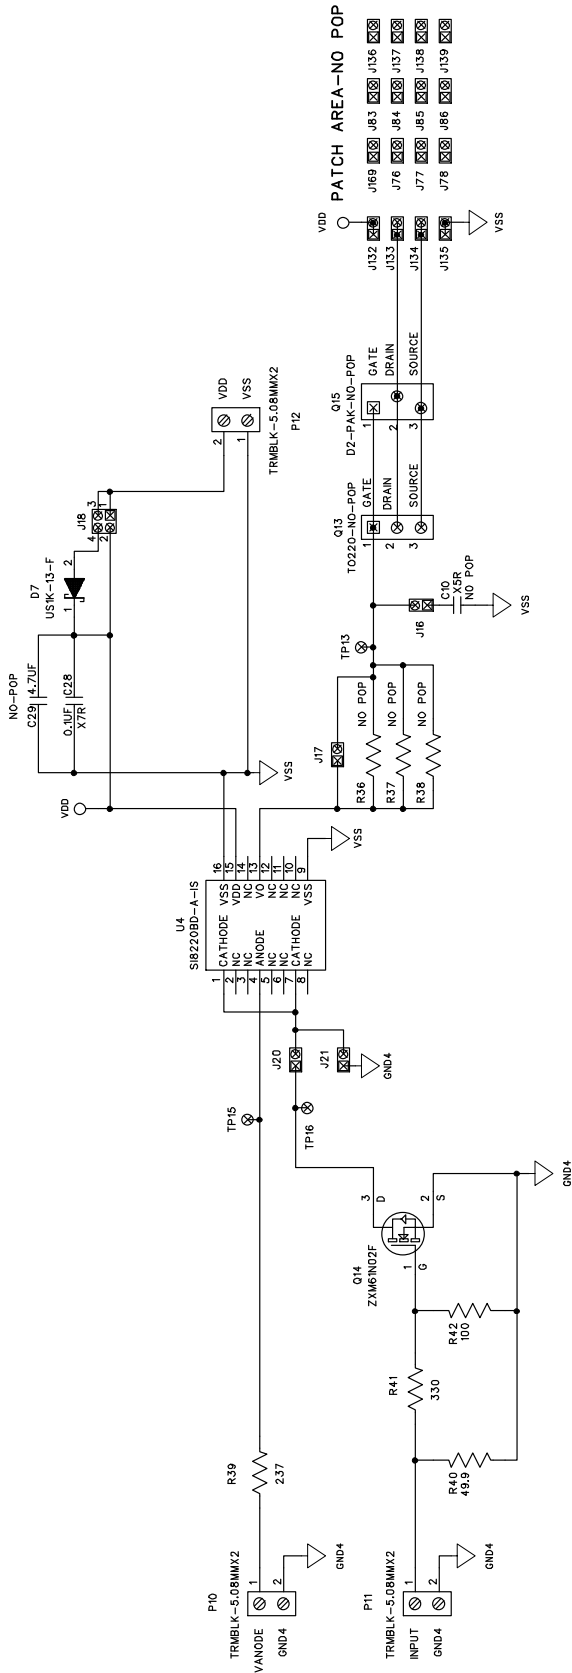 PATCH AREA-NO POP
J169
J83
J136
J76
J84
J137
J77
J85
J138
J78
J86
J139
VDD
J132
J133
J134
J135
VSS
Q15
D2-PAK-NO-POP
1
2
3
GATE
DRAIN
SOURCE
Q13
TO220-NO-POP
1
2
3
GATE
DRAIN
SOURCE
P12
TRMBLK-5.08MMX2
2
1
VDD
VSS
J18
4
3
2
1
D7
US1K-13-F
1
2
NO-POP
C29
4.7UF
0.1UF
C28
X7R
VSS
VDD
TP13
J16
C10
X5R
NO POP
VSS
J17
R36
NO POP
R37
NO POP
R38
NO POP
U4
SI8220BD-A-IS
1
CATHODE
2
NC
3
NC
4
ANODE
5
NC
6
NC
7
CATHODE
8
NC
VSS
16
VDD
15
NC
14
VO
13
NC
12
NC
11
NC
10
VSS
9
VSS
J20
J21
GND4
TP15
TP16
Q14
ZXM61N02F
3
D
2
S
1
G
GND4
R42
100
R41
330
R40
49.9
R39
237
P10
TRMBLK-5.08MMX2
VANODE
1
GND4
2
GND4
P11
TRMBLK-5.08MMX2
INPUT
1
GND4
2
GND4